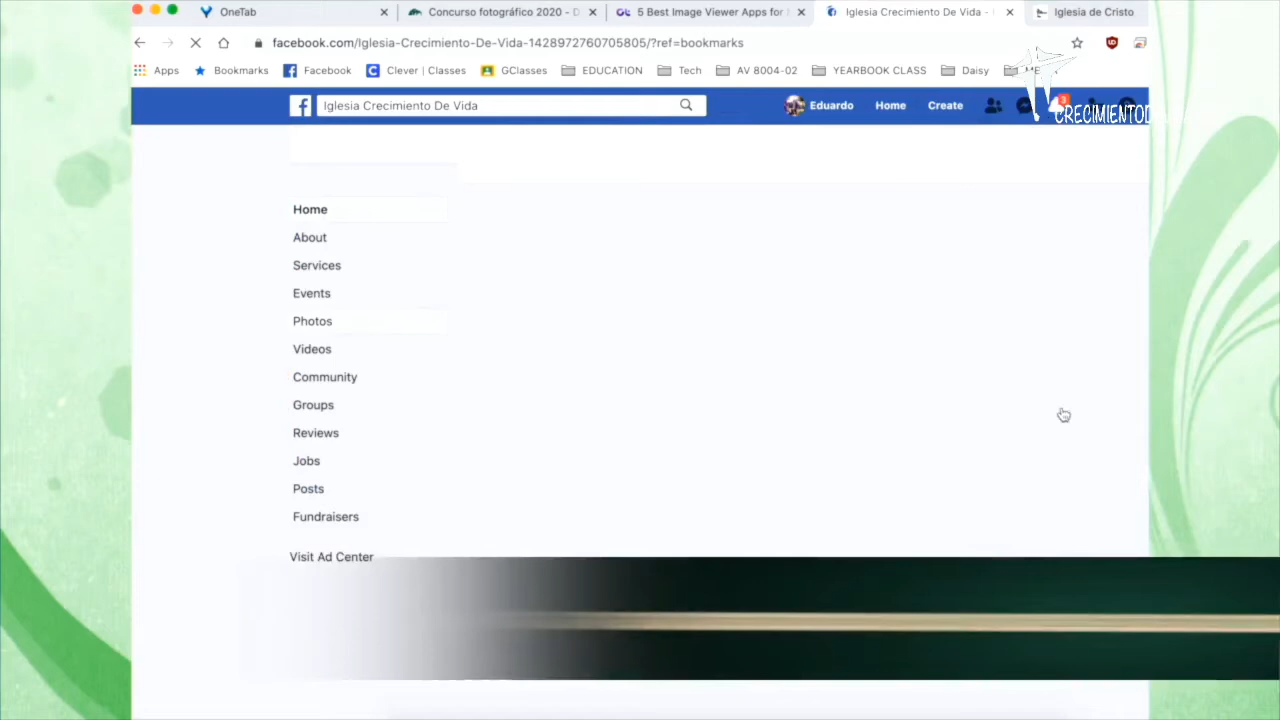 OneTab
Concurso fotográfico 2020 - D
5 Best Image Viewer Apps for
Iglesia Crecimiento De Vida -
Iglesia de Cristo
facebook.com/Iglesia-Crecimiento-De-Vida-1428972760705805/?ref=bookmarks
Apps
Bookmarks
Facebook
Clever | Classes
GClasses
EDUCATION
Tech
AV 8004-02
YEARBOOK CLASS
Daisy
Iglesia Crecimiento De Vida
Eduardo
Home
Create
CRECIMIENTOD
Home
About
Services
Events
Photos
Videos
Community
Groups
Reviews
Jobs
Posts
Fundraisers
Visit Ad Center